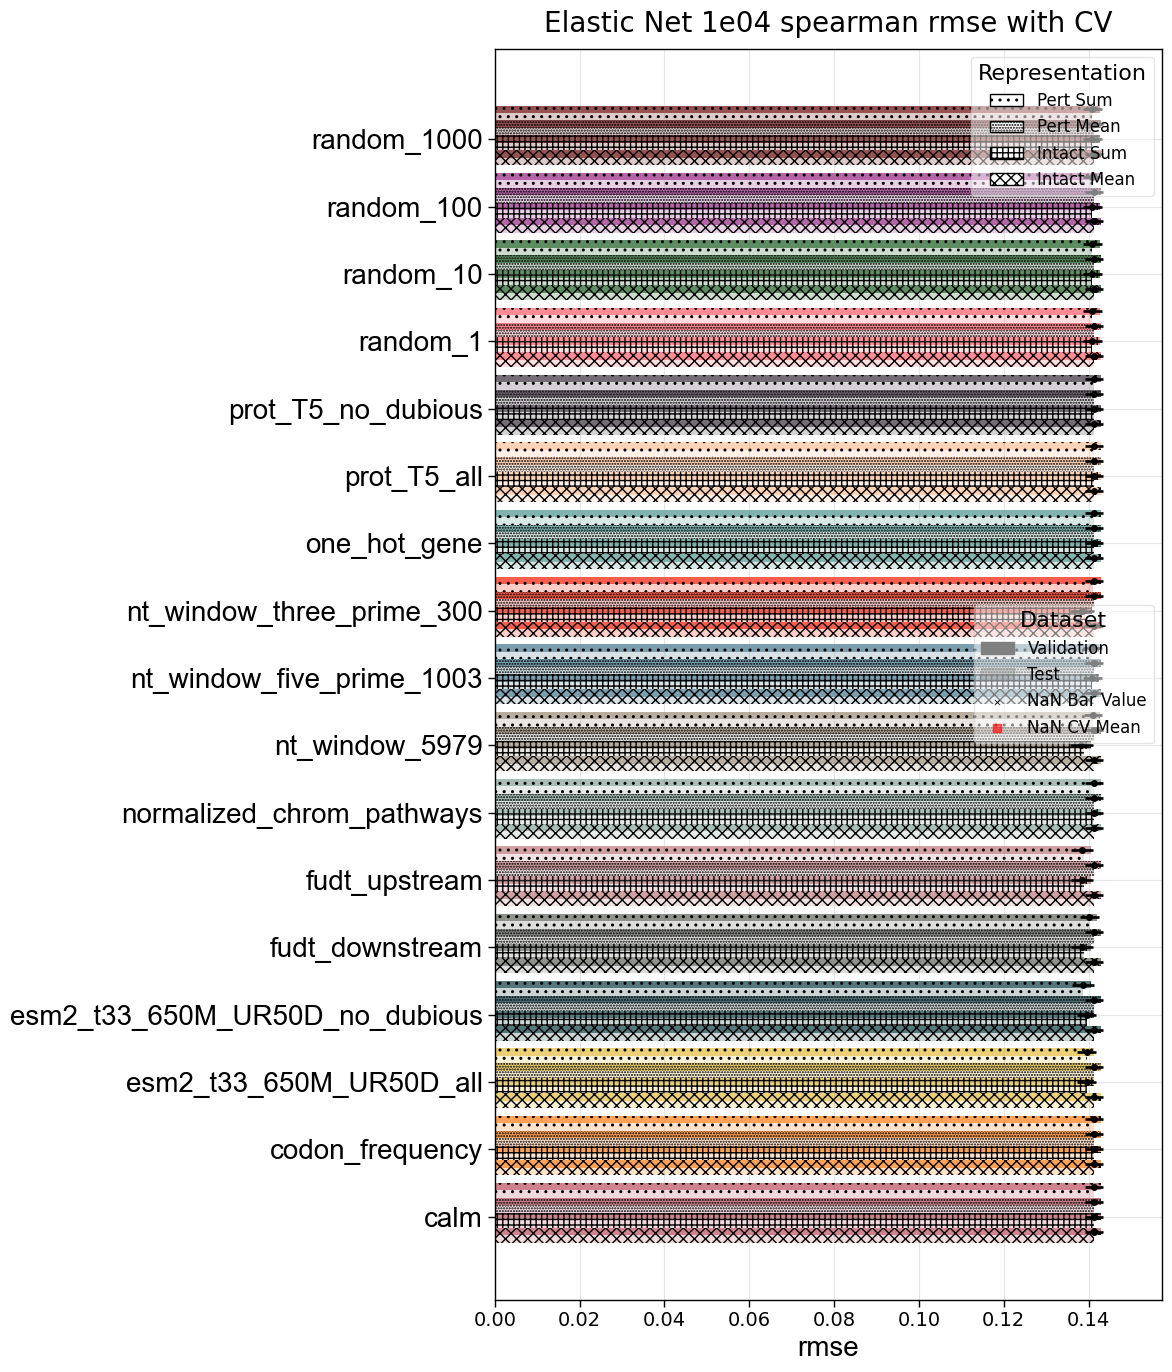 Elastic Net 1e04 spearman rmse with CV
Representation
Pert Sum
Pert Mean
Intact Sum
Intact Mean
random_1000
random_100
random_10
random_1
prot_T5_no_dubious
prot_T5_all
one_hot_gene
nt_window_three_prime_300
Dataset
Validation
Test
NaN Bar Value
NaN CV Mean
nt_window_five_prime_1003
nt_window_5979
normalized_chrom_pathways
fudt_upstream
fudt_downstream
esm2_t33_650M_UR50D_no_dubious
esm2_t33_650M_UR50D_all
codon_frequency
calm
0.00 0.02 0.04 0.06 0.08 0.10 0.12 0.14
rmse